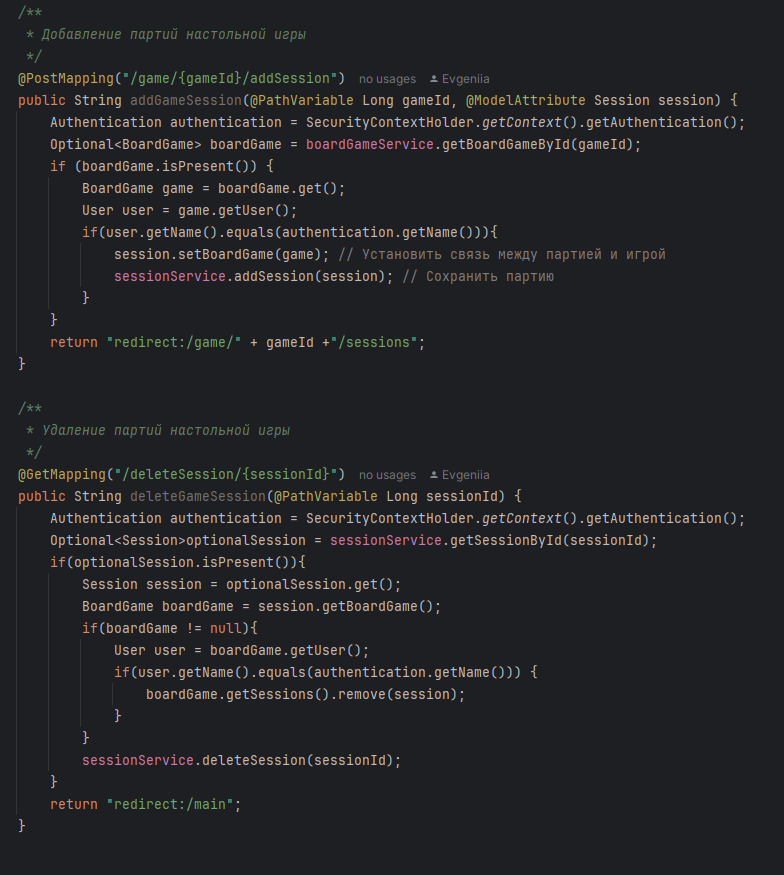 /**
 * Добавление партий настольной игры
 */
@PostMapping("/game/{gameId}/addSession") no usages Evgeniia
public String addGameSession(@PathVariable Long gameId, @ModelAttribute Session session) {
    Authentication authentication = SecurityContextHolder.getContext().getAuthentication();
    Optional<BoardGame> boardGame = boardGameService.getBoardGameById(gameId);
    if (boardGame.isPresent()) {
        BoardGame game = boardGame.get();
        User user = game.getUser();
        if(user.getName().equals(authentication.getName())){
            session.setBoardGame(game); // Установить связь между партией и игрой
            sessionService.addSession(session); // Сохранить партию
        }
    }
    return "redirect:/game/" + gameId +"/sessions";
}
/**
 * Удаление партий настольной игры
 */
@GetMapping("/deleteSession/{sessionId}") no usages Evgeniia
public String deleteGameSession(@PathVariable Long sessionId) {
    Authentication authentication = SecurityContextHolder.getContext().getAuthentication();
    Optional<Session>optionalSession = sessionService.getSessionById(sessionId);
    if(optionalSession.isPresent()){
        Session session = optionalSession.get();
        BoardGame boardGame = session.getBoardGame();
        if(boardGame != null){
            User user = boardGame.getUser();
            if(user.getName().equals(authentication.getName())) {
                boardGame.getSessions().remove(session);
            }
        }
        sessionService.deleteSession(sessionId);
    }
    return "redirect:/main";
}